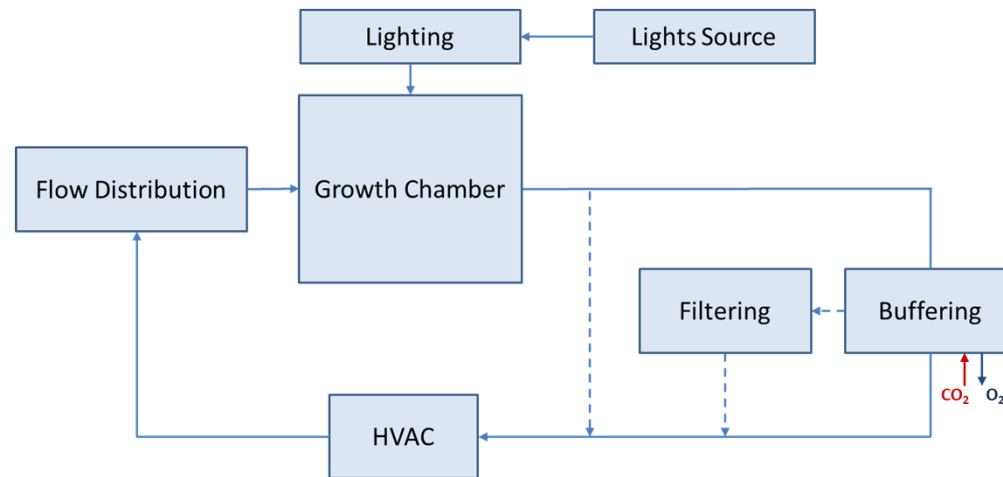 Lighting
Lights Source
Flow Distribution
Growth Chamber
Filtering
Buffering
CO₂
O₂
HVAC